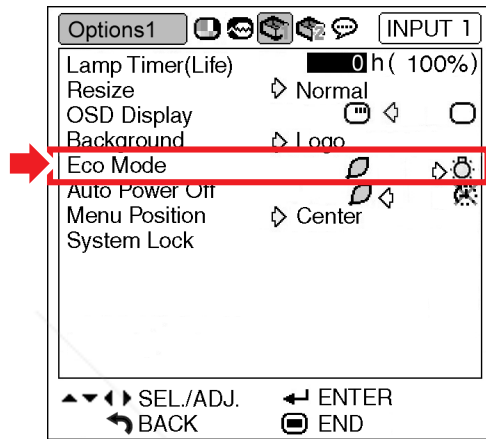 Options1 INPUT 1
Lamp Timer(Life) 0 h ( 100%)
Resize Normal
OSD Display
Background Logo
Eco Mode
Auto Power Off
Menu Position Center
System Lock
SEL./ADJ. ENTER
BACK END